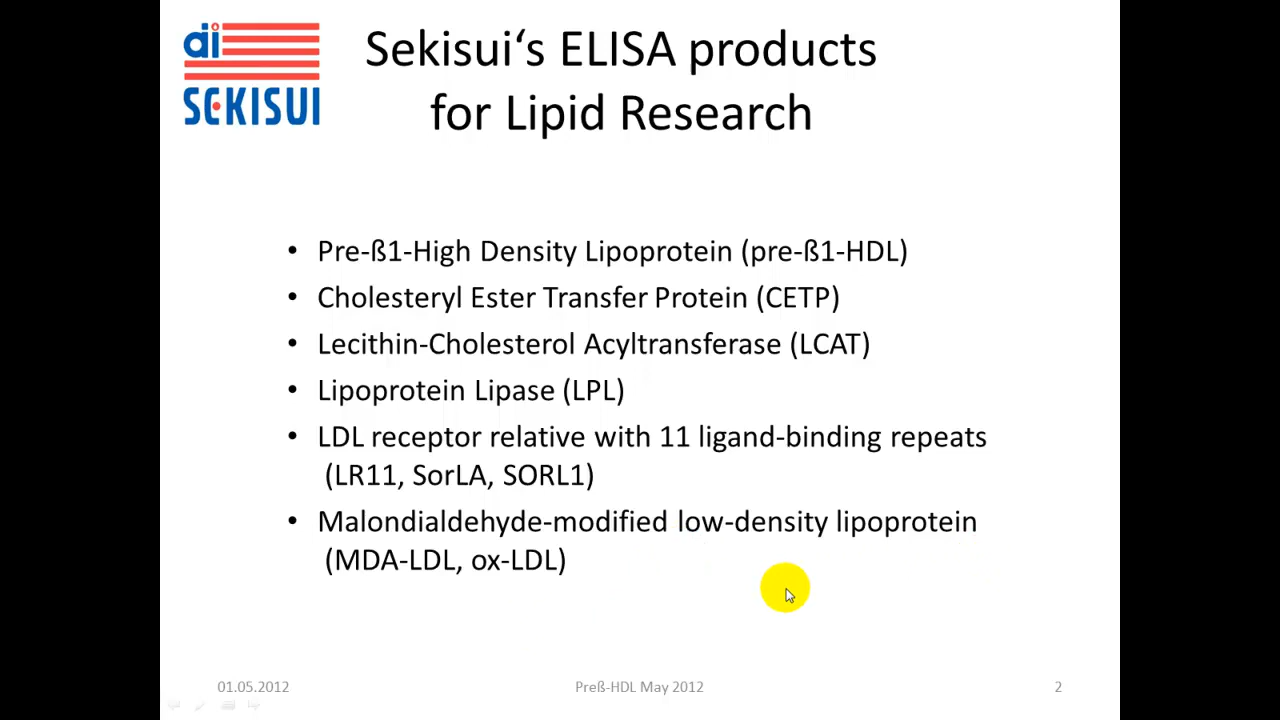 di
SEKISUI
Sekisui‘s ELISA products
for Lipid Research
• Pre-ß1-High Density Lipoprotein (pre-ß1-HDL)
• Cholesteryl Ester Transfer Protein (CETP)
• Lecithin-Cholesterol Acyltransferase (LCAT)
• Lipoprotein Lipase (LPL)
• LDL receptor relative with 11 ligand-binding repeats
(LR11, SorLA, SORL1)
• Malondialdehyde-modified low-density lipoprotein
(MDA-LDL, ox-LDL)
01.05.2012
Preß-HDL May 2012
2